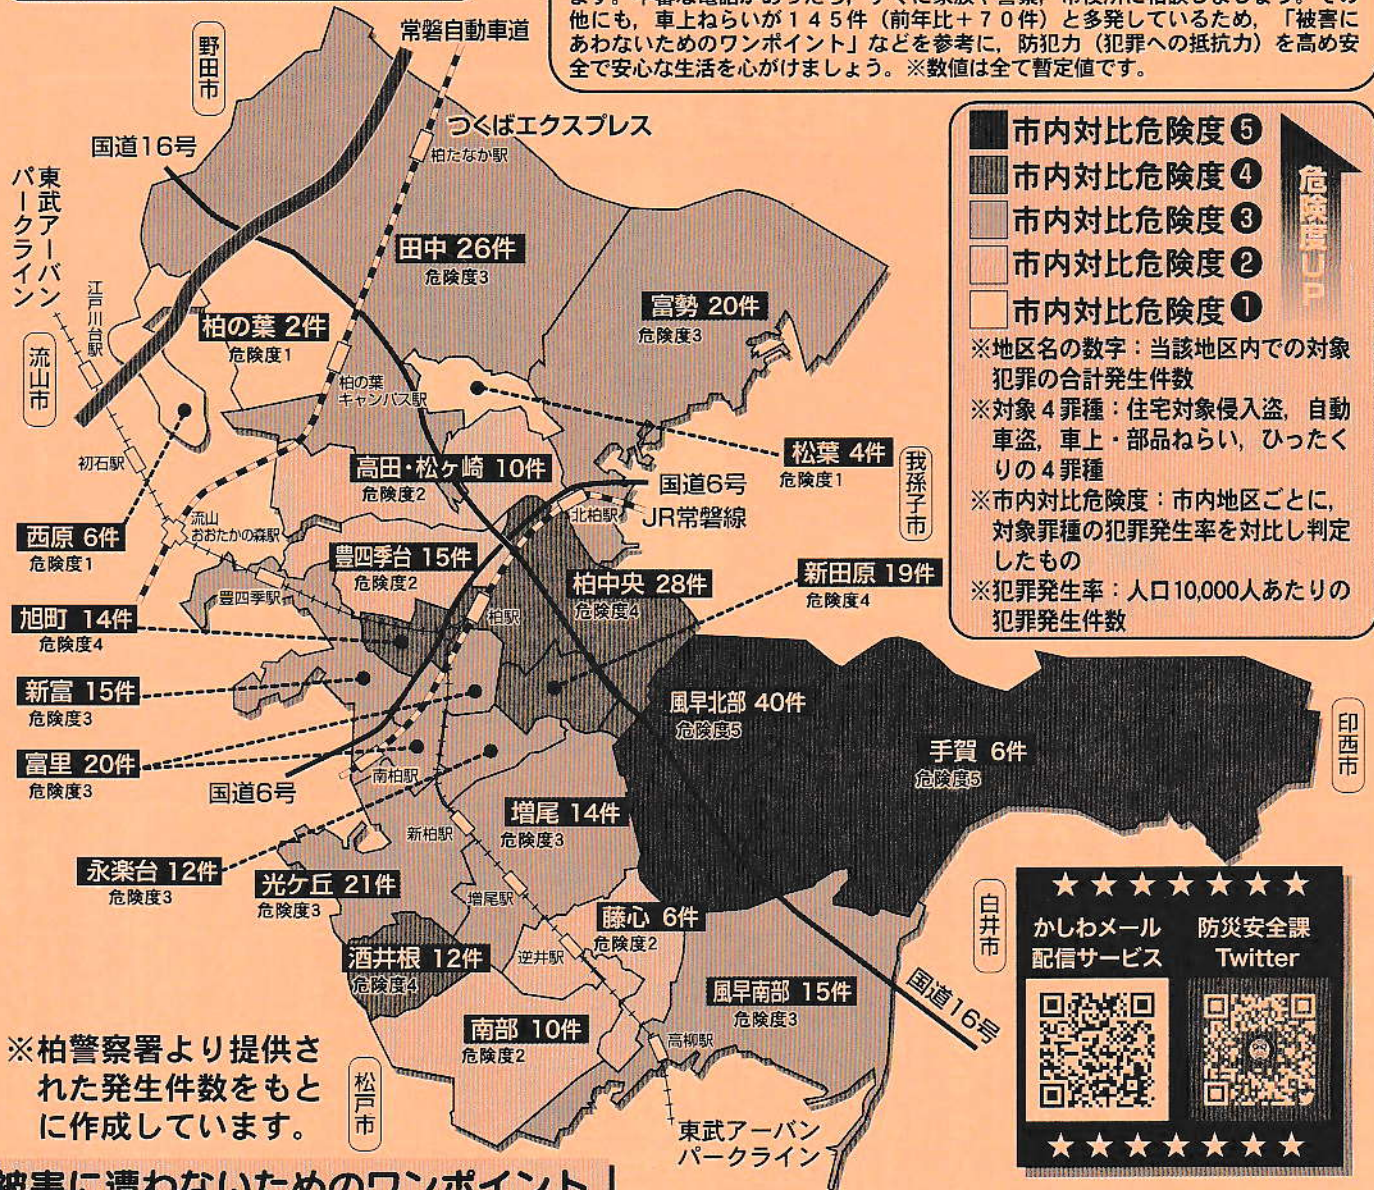 他にも，車上ねらいが１４５件（前年比＋７０件）と多発しているため，「被害に
あわないためのワンポイント」などを参考に，防犯力（犯罪への抵抗力）を高め安
全で安心な生活を心がけましょう。※数値は全て暫定値です。
常磐自動車道
野田市
つくばエクスプレス
柏たなか駅
国道16号
東武アーバン
パークライン
江戸川台駅
流山市
田中 26件
危険度3
富勢 20件
危険度3
柏の葉 2件
危険度1
柏の葉
キャンパス駅
初石駅
松葉 4件
危険度1
我孫子市
高田・松ヶ崎 10件
危険度2
国道6号
JR常磐線
北柏駅
西原 6件
危険度1
流山
おおたかの森駅
豊四季台 15件
危険度2
豊四季駅
柏中央 28件
危険度4
新田原 19件
危険度4
旭町 14件
危険度4
柏駅
新富 15件
危険度3
風早北部 40件
危険度5
手賀 6件
危険度5
印西市
富里 20件
危険度3
国道6号
南柏駅
新柏駅
増尾 14件
危険度3
永楽台 12件
危険度3
光ケ丘 21件
危険度3
増尾駅
藤心 6件
危険度2
逆井駅
酒井根 12件
危険度4
風早南部 15件
危険度3
国道16号
白井市
南部 10件
危険度2
高柳駅
松戸市
東武アーバン
パークライン
市内対比危険度❺
市内対比危険度❹
市内対比危険度❸
市内対比危険度❷
市内対比危険度❶
危険度UP
※地区名の数字：当該地区内での対象
犯罪の合計発生件数
※対象４罪種：住宅対象侵入盗，自動
車盗，車上・部品ねらい，ひったく
りの４罪種
※市内対比危険度：市内地区ごとに，
対象罪種の犯罪発生率を対比し判定
したもの
※犯罪発生率：人口10,000人あたりの
犯罪発生件数
★★★★★★★
かしわメール
配信サービス
防災安全課
Twitter
★★★★★★★
※柏警察署より提供さ
れた発生件数をもと
に作成しています。
被害に遭わないためのワンポイント